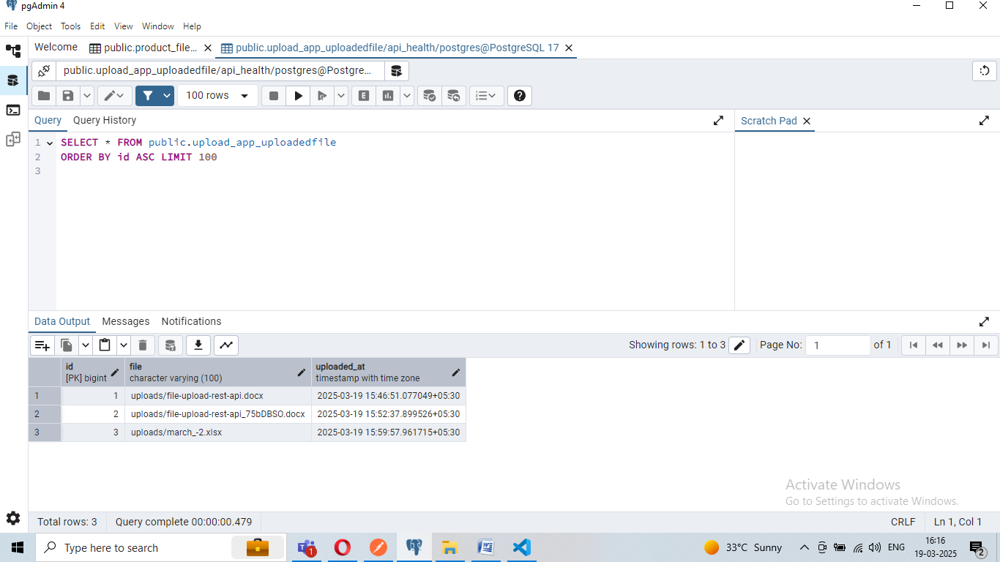 pgAdmin 4
File Object Tools Edit View Window Help
Welcome public.product_file... public.upload_app_uploadedfile/api_health/postgres@PostgreSQL 17
public.upload_app_uploadedfile/api_health/postgres@Postgre...
100 rows E
Query Query History Scratch Pad
1 SELECT * FROM public.upload_app_uploadedfile
2 ORDER BY id ASC LIMIT 100
3
Data Output Messages Notifications
Showing rows: 1 to 3 Page No: 1 of 1
id file uploaded_at
[PK] bigint character varying (100) timestamp with time zone
1 1 uploads/file-upload-rest-api.docx 2025-03-19 15:46:51.077049+05:30
2 2 uploads/file-upload-rest-api_75bDBSO.docx 2025-03-19 15:52:37.899526+05:30
3 3 uploads/march_-2.xlsx 2025-03-19 15:59:57.961715+05:30
Activate Windows
Go to Settings to activate Windows.
Total rows: 3 Query complete 00:00:00.479 CRLF Ln 1, Col 1
Type here to search 1 33°C Sunny ENG 16:16
19-03-2025 2